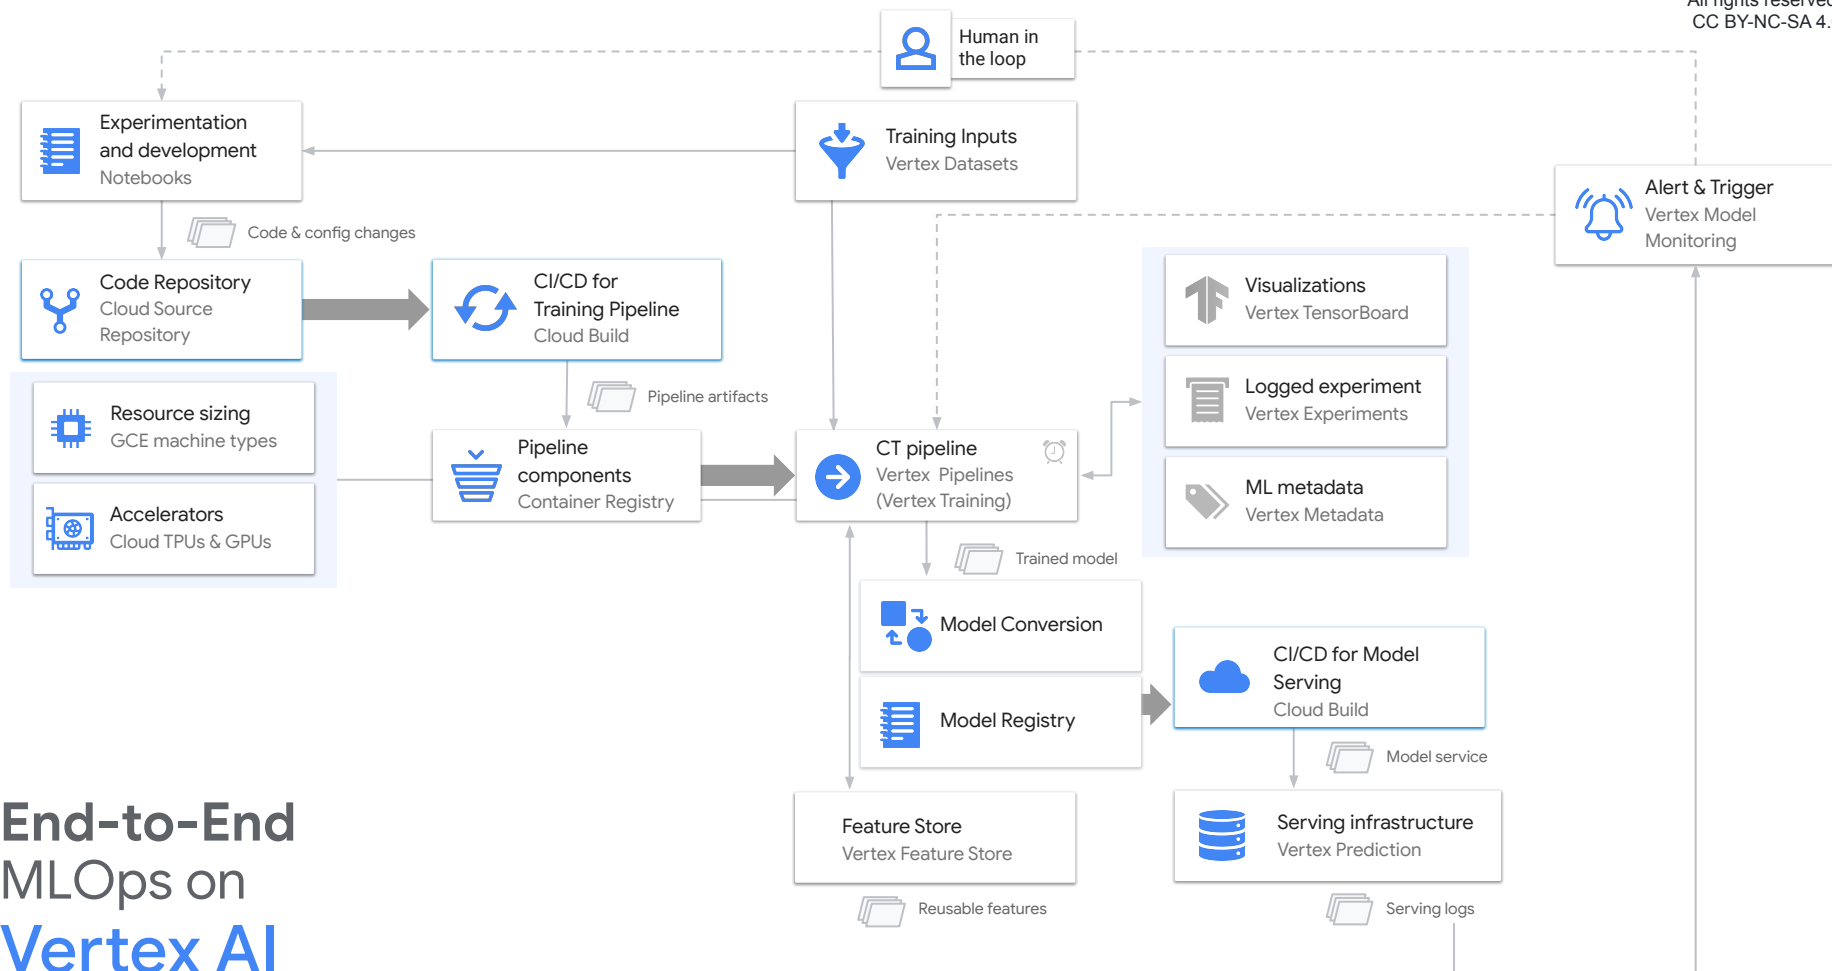 All rights reserved
CC BY-NC-SA 4.
Human in
the loop
Experimentation
and development
Notebooks
Training Inputs
Vertex Datasets
Alert & Trigger
Vertex Model
Monitoring
Code & config changes
Code Repository
Cloud Source
Repository
CI/CD for
Training Pipeline
Cloud Build
Visualizations
Vertex TensorBoard
Logged experiment
Vertex Experiments
ML metadata
Vertex Metadata
Resource sizing
GCE machine types
Accelerators
Cloud TPUs & GPUs
Pipeline artifacts
Pipeline
components
Container Registry
CT pipeline
Vertex Pipelines
(Vertex Training)
Trained model
Model Conversion
Model Registry
CI/CD for Model
Serving
Cloud Build
Model service
Feature Store
Vertex Feature Store
Reusable features
Serving infrastructure
Vertex Prediction
Serving logs
End-to-End
MLOps on
Vertex AI